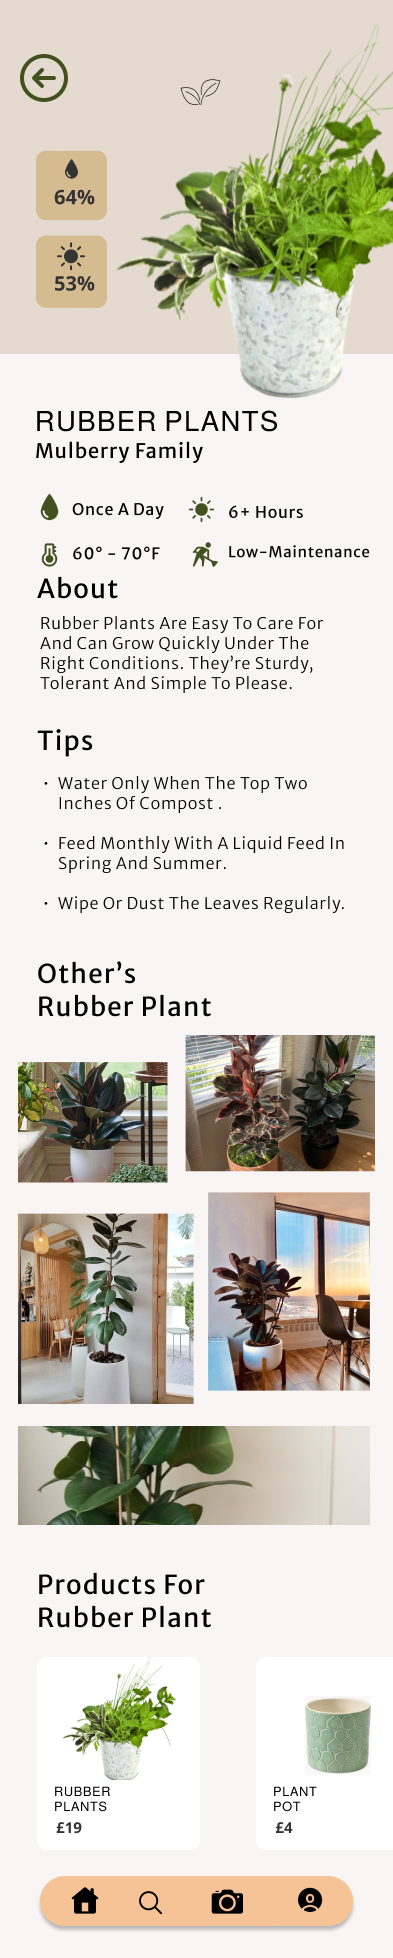 64%
53%
RUBBER PLANTS
Mulberry Family
Once A Day
6+ Hours
60° - 70°F
Low-Maintenance
About
Rubber Plants Are Easy To Care For
And Can Grow Quickly Under The
Right Conditions. They're Sturdy,
Tolerant And Simple To Please.
Tips
• Water Only When The Top Two
Inches Of Compost .
• Feed Monthly With A Liquid Feed In
Spring And Summer.
• Wipe Or Dust The Leaves Regularly.
Other's
Rubber Plant
Products For
Rubber Plant
RUBBER
PLANTS
£19
PLANT
POT
£4